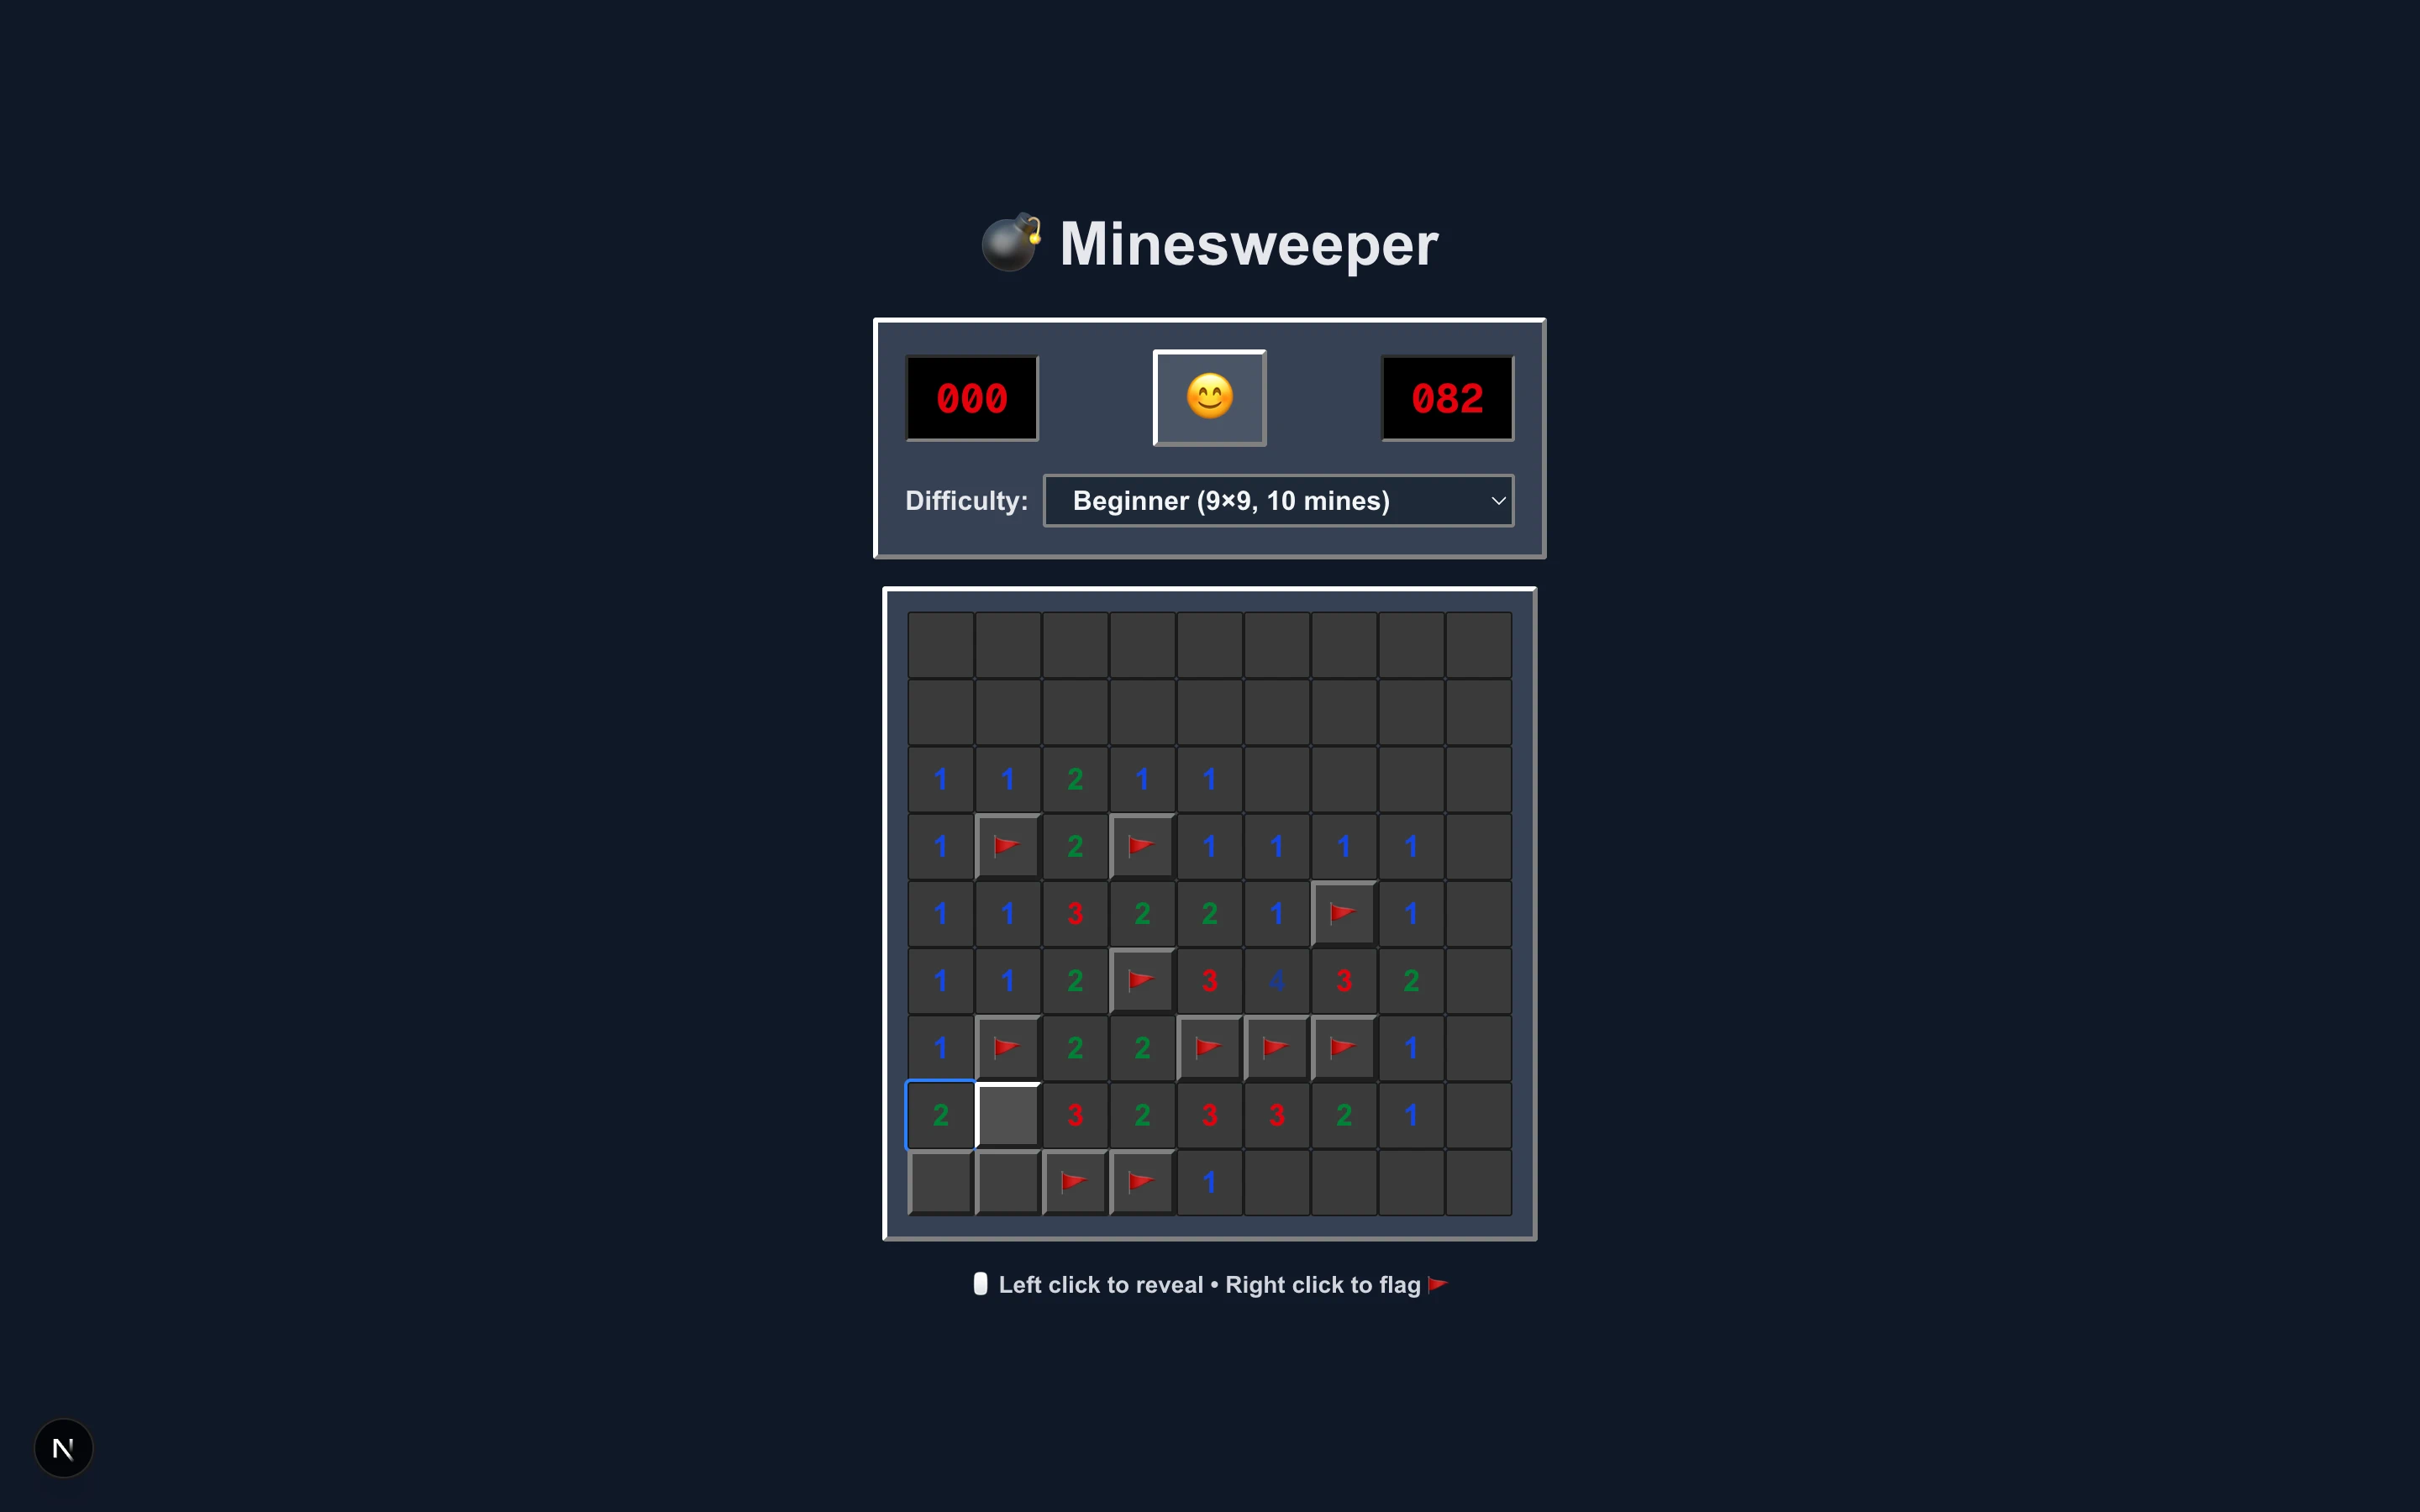 💣 Minesweeper
000 😊 082
Difficulty: Beginner (9×9, 10 mines)
1 1 2 1 1
1 🚩 2 🚩 1 1 1 1
1 1 3 2 2 1 🚩 1
1 1 2 🚩 3 4 3 2
1 🚩 2 2 🚩 🚩 🚩 1
2 3 2 3 3 2 1
🚩 🚩 1
Left click to reveal • Right click to flag 🚩
N